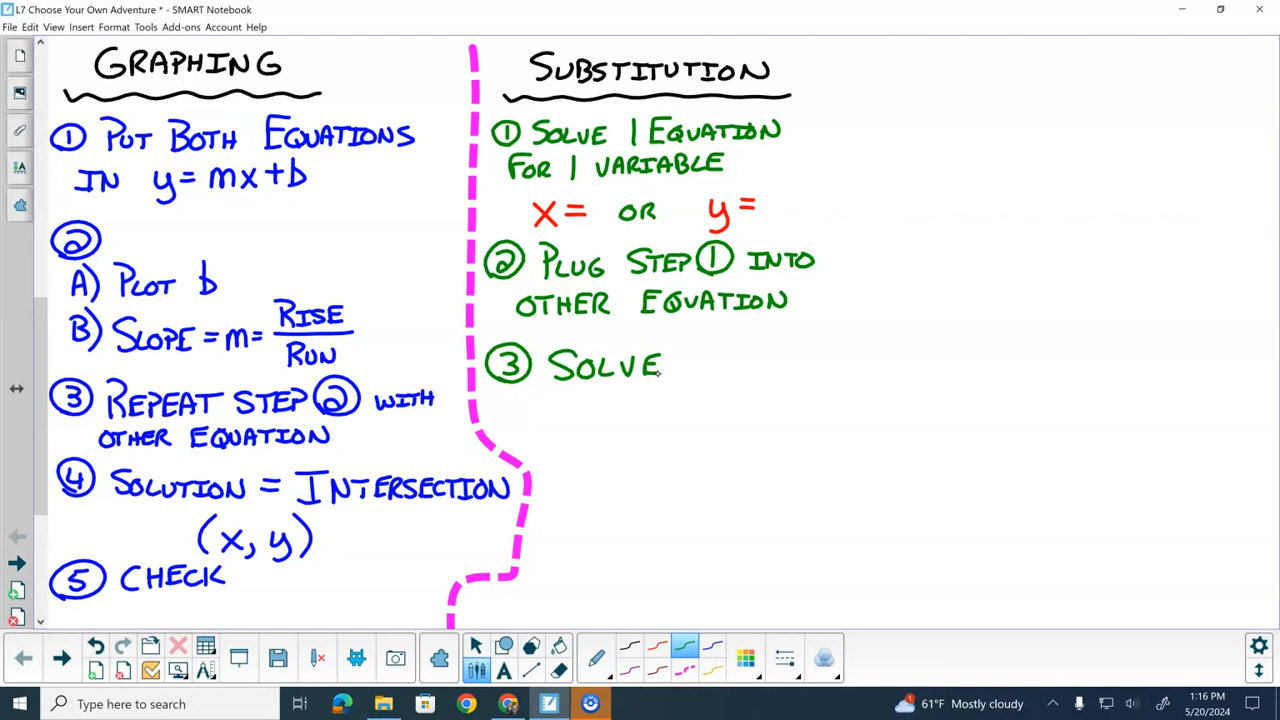 L7 Choose Your Own Adventure * - SMART Notebook
File Edit View Insert Format Tools Add-ons Account Help
GRAPHING
① PUT BOTH EQUATIONS
IN y = mx + b
②
A) PLOT b
B) SLOPE = m = RISE
RUN
③ REPEAT STEP ② WITH
OTHER EQUATION
④ SOLUTION = INTERSECTION
(x, y)
⑤ CHECK
SUBSTITUTION
① SOLVE 1 EQUATION
FOR 1 VARIABLE
x = OR y =
② PLUG STEP ① INTO
OTHER EQUATION
③ SOLVE
Type here to search
61°F Mostly cloudy
1:16 PM
5/20/2024